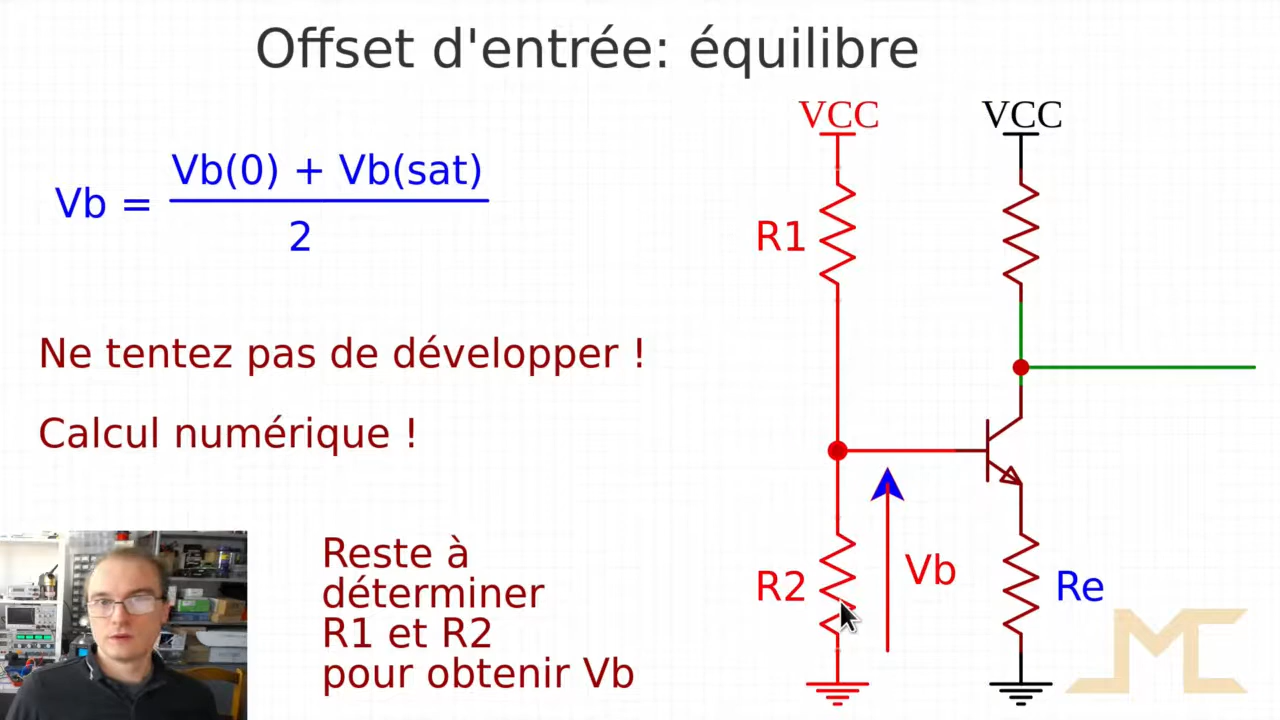 Offset d'entrée: équilibre
VCC
VCC
Vb = Vb(0) + Vb(sat)
2
R1
Ne tentez pas de développer !
Calcul numérique !
Reste à
déterminer
R1 et R2
pour obtenir Vb
R2
Vb
Re